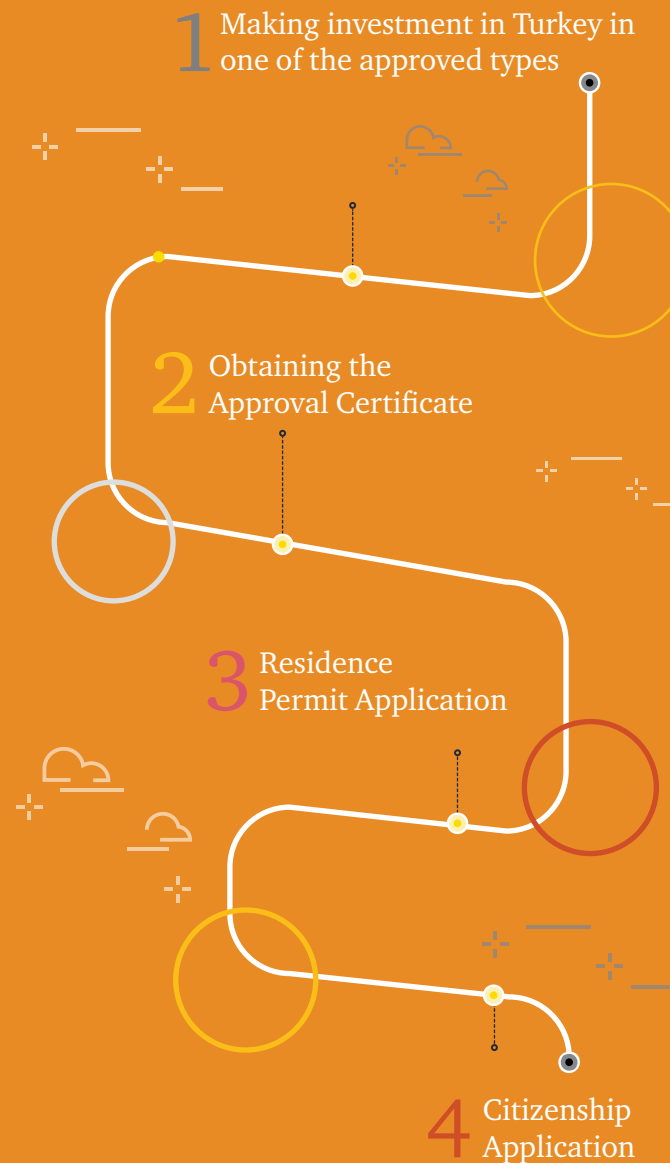 1 Making investment in Turkey in
one of the approved types
2 Obtaining the
Approval Certificate
3 Residence
Permit Application
4 Citizenship
Application